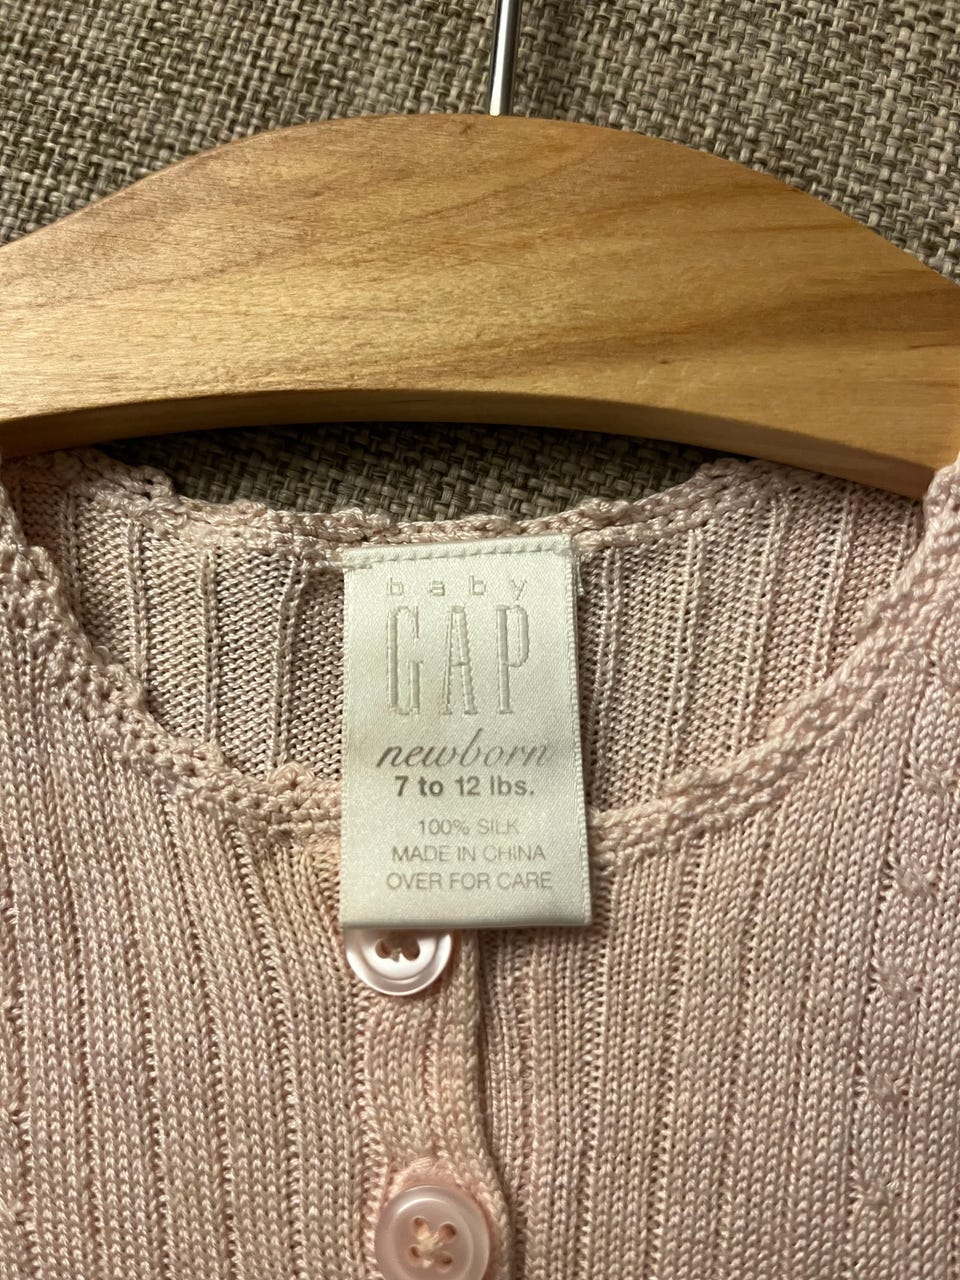 baby
GAP
newborn
7 to 12 lbs.
100% SILK
MADE IN CHINA
OVER FOR CARE